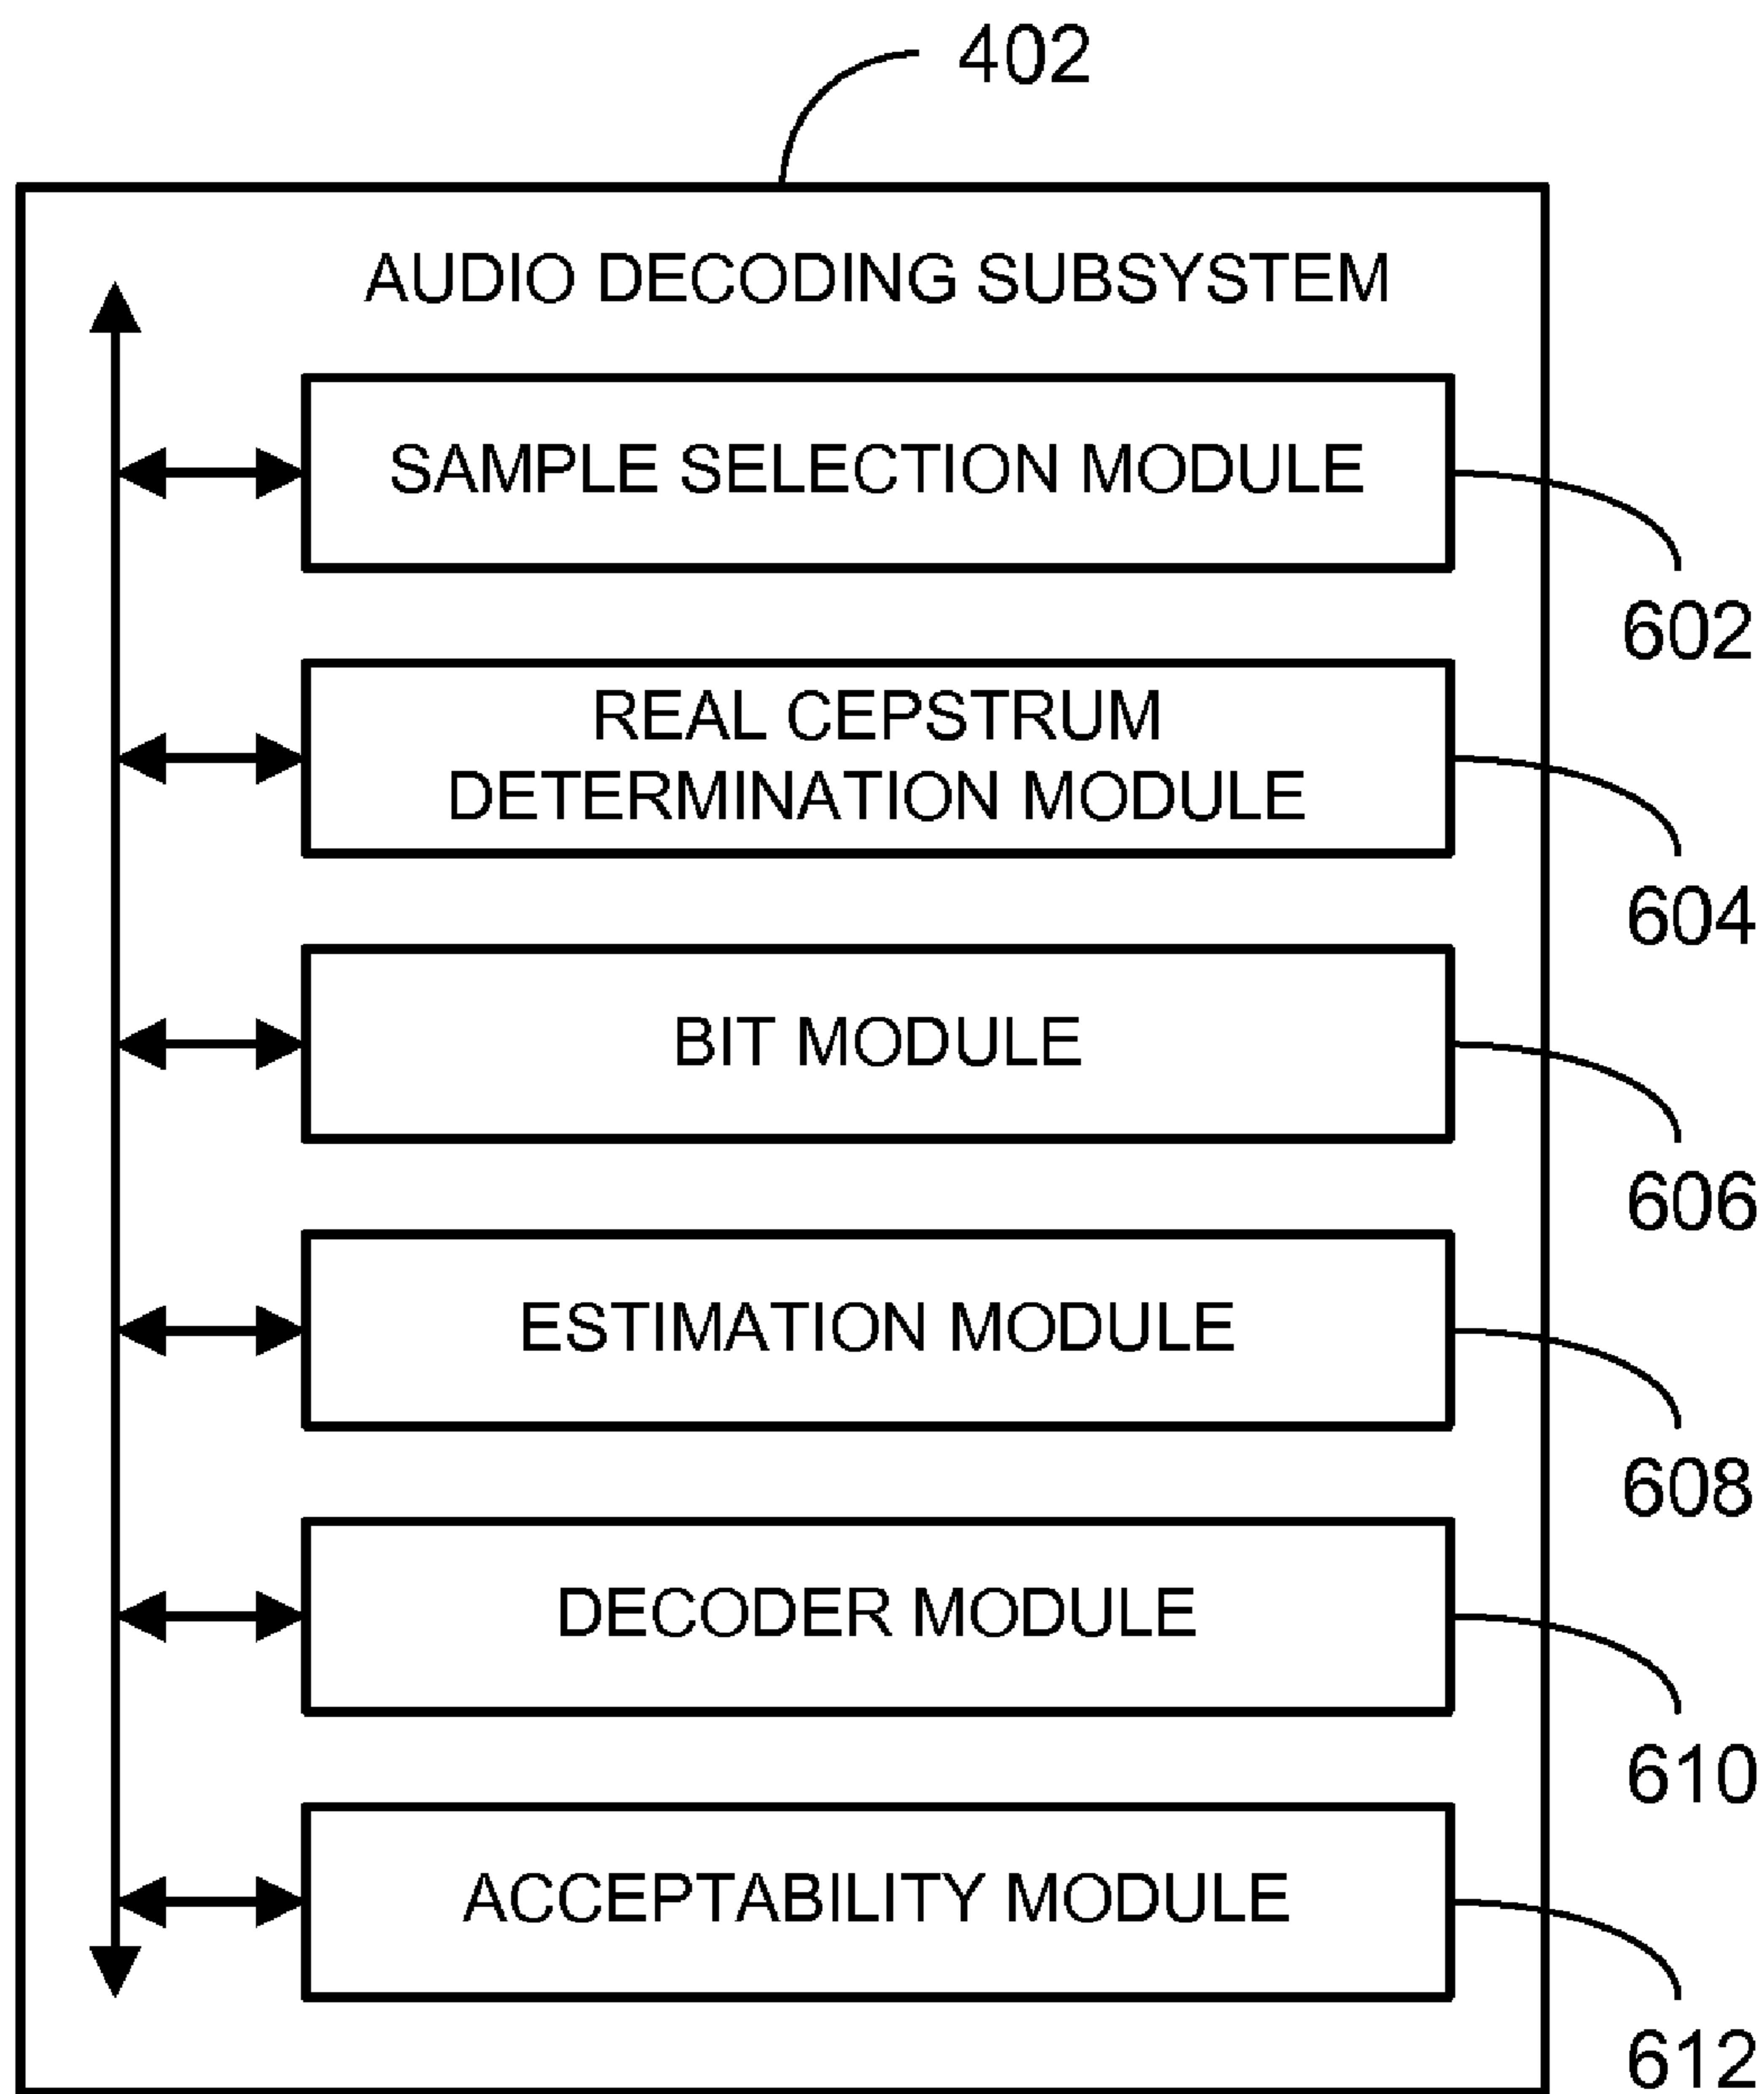 402
AUDIO DECODING SUBSYSTEM
SAMPLE SELECTION MODULE
602
REAL CEPSTRUM
DETERMINATION MODULE
604
BIT MODULE
606
ESTIMATION MODULE
608
DECODER MODULE
610
ACCEPTABILITY MODULE
612